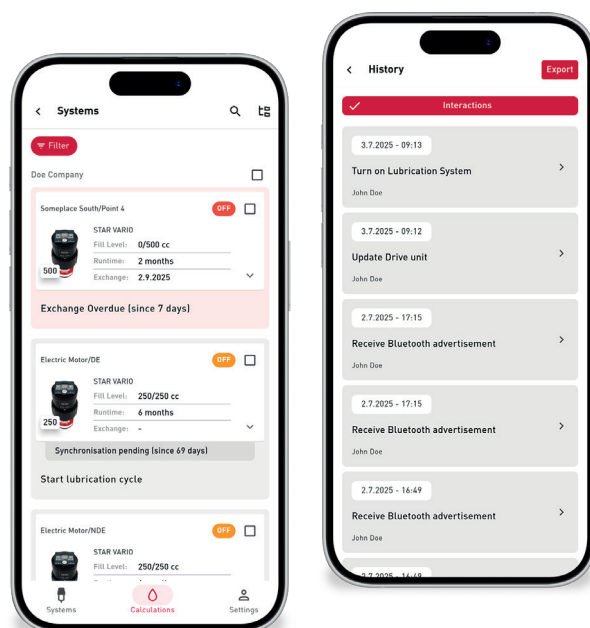 Systems
Filter
Doe Company
Someplace South/Point 4
OFF
STAR VARIO
Fill Level: 0/500 cc
Runtime: 2 months
500
Exchange: 2.9.2025
Exchange Overdue (since 7 days)
Electric Motor/DE
OFF
STAR VARIO
Fill Level: 250/250 cc
Runtime: 6 months
250
Exchange: -
Synchronisation pending (since 69 days)
Start lubrication cycle
Electric Motor/NDE
OFF
STAR VARIO
Fill Level: 250/250 cc
Systems
Calculations
Settings
History
Export
Interactions
3.7.2025 - 09:13
Turn on Lubrication System
John Doe
3.7.2025 - 09:12
Update Drive unit
John Doe
2.7.2025 - 17:15
Receive Bluetooth advertisement
John Doe
2.7.2025 - 17:15
Receive Bluetooth advertisement
John Doe
2.7.2025 - 16:49
Receive Bluetooth advertisement
John Doe
2.7.2025 - 16:49